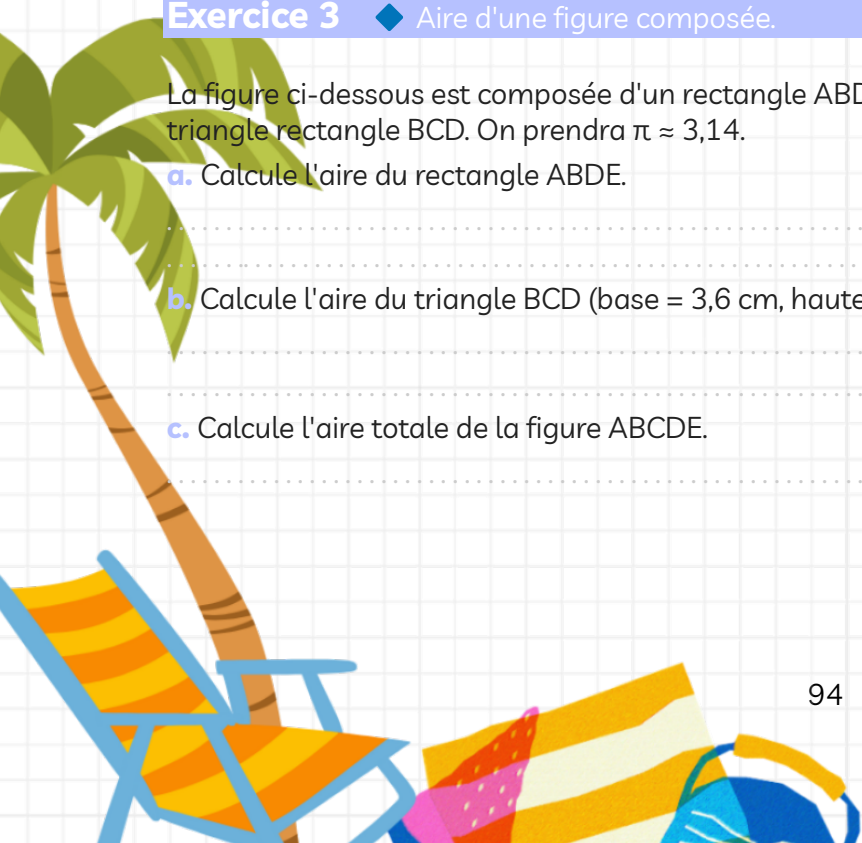 Exercice 3 Aire d'une figure composée.
La figure ci-dessous est composée d'un rectangle
triangle rectangle BCD. On prendra π ≈ 3,14.
a. Calcule l'aire du rectangle ABDE.
b. Calcule l'aire du triangle BCD (base = 3,6 cm,
c. Calcule l'aire totale de la figure ABCDE.
94